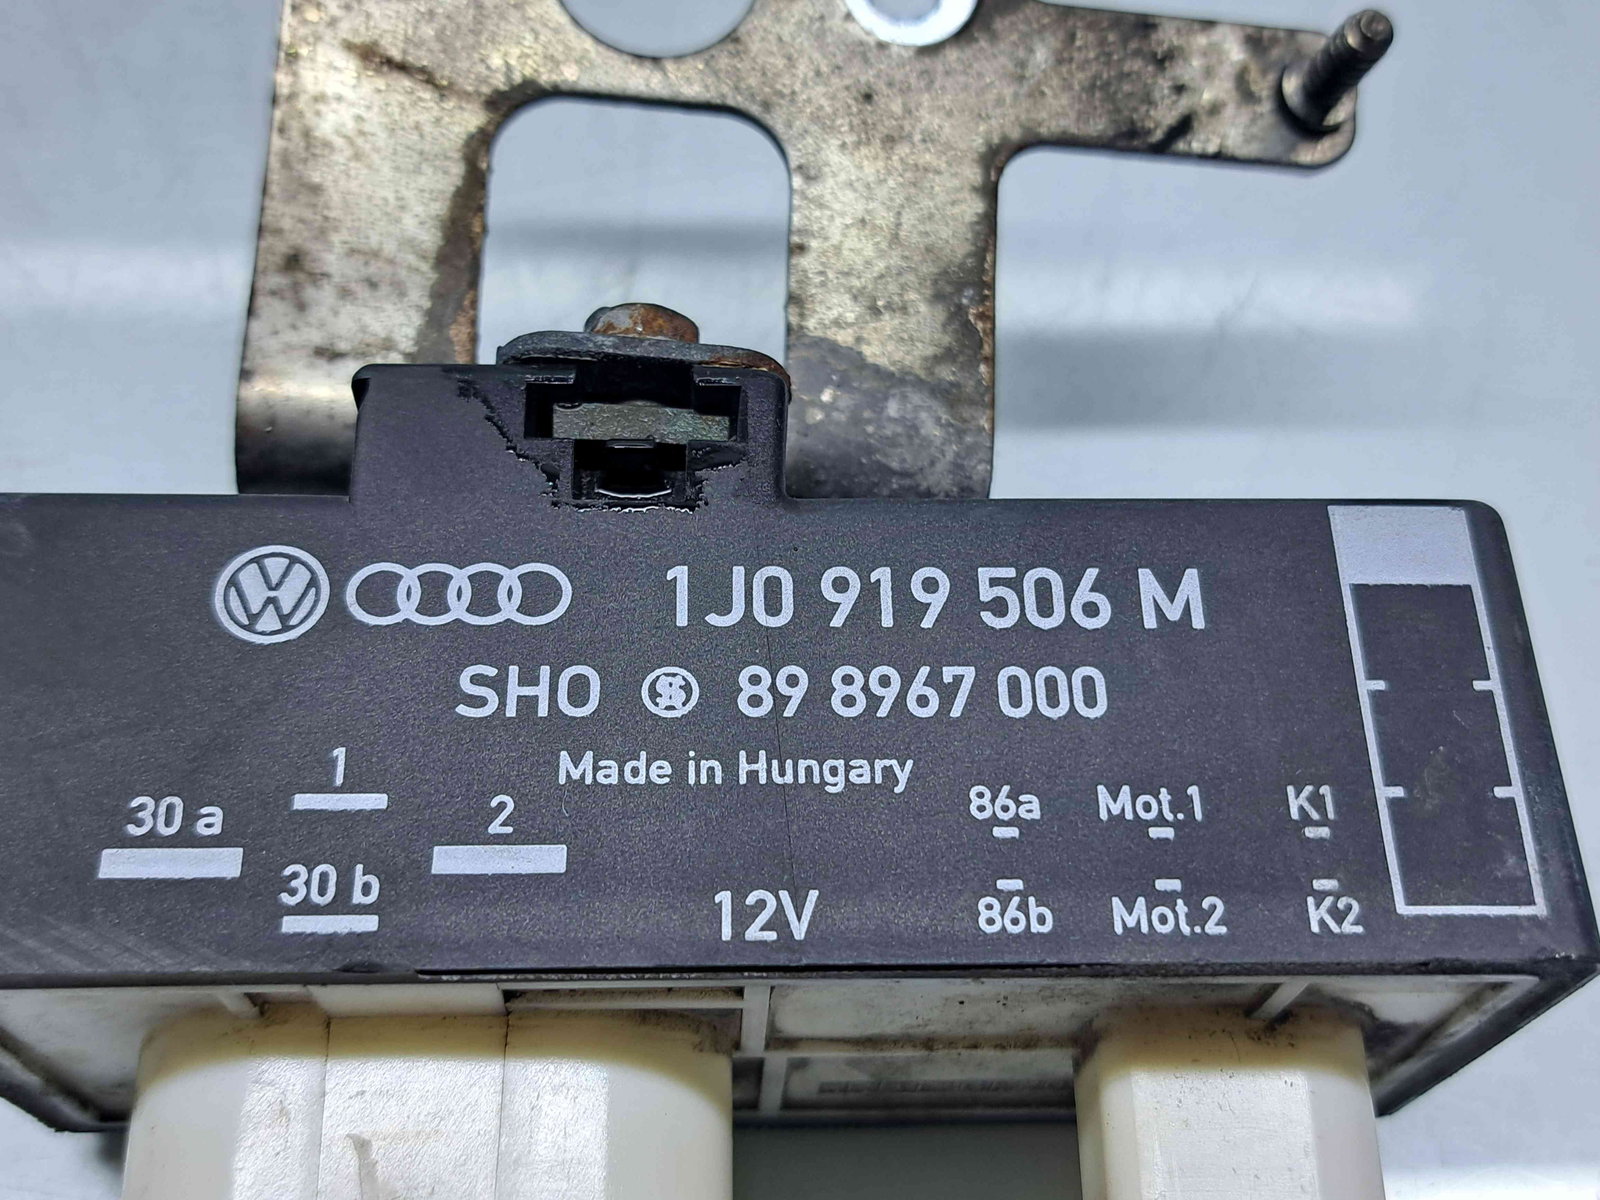 1J0 919 506 M
SHO 89 8967 000
Made in Hungary
1
30 a
2
30 b
12V
86a Mot.1 K1
86b Mot.2 K2